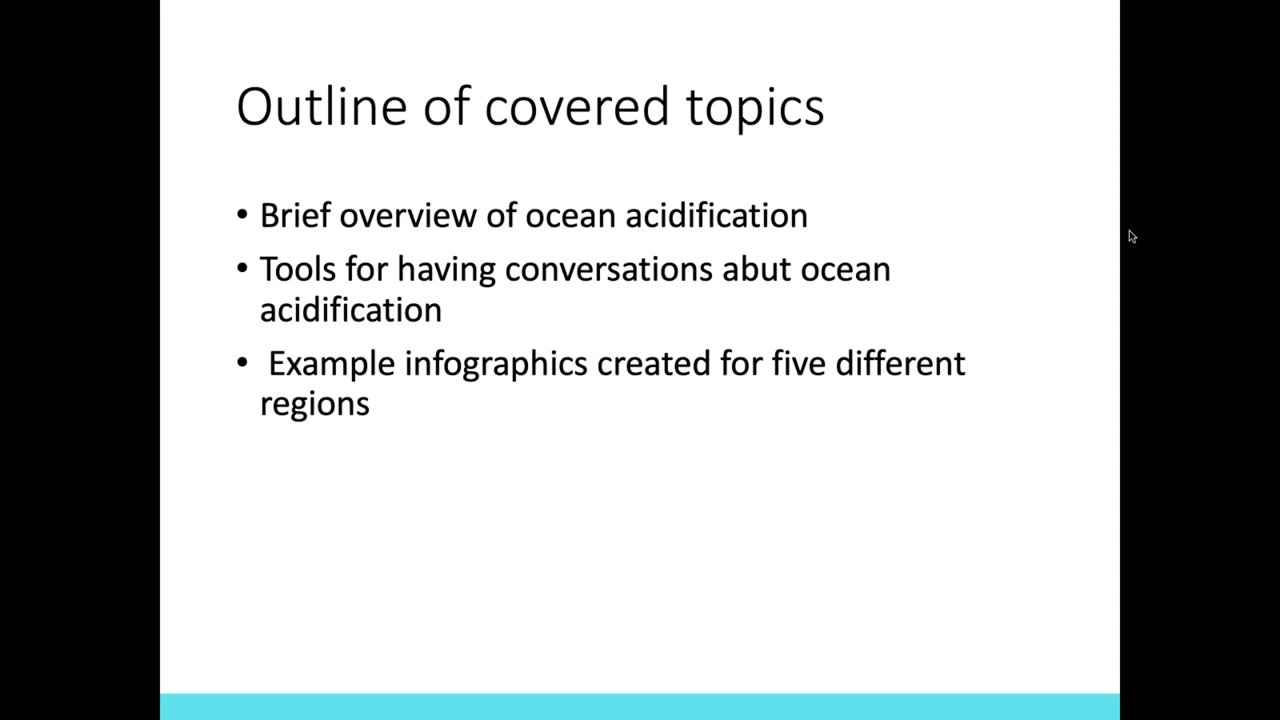 Outline of covered topics
• Brief overview of ocean acidification
• Tools for having conversations abut ocean
acidification
• Example infographics created for five different
regions